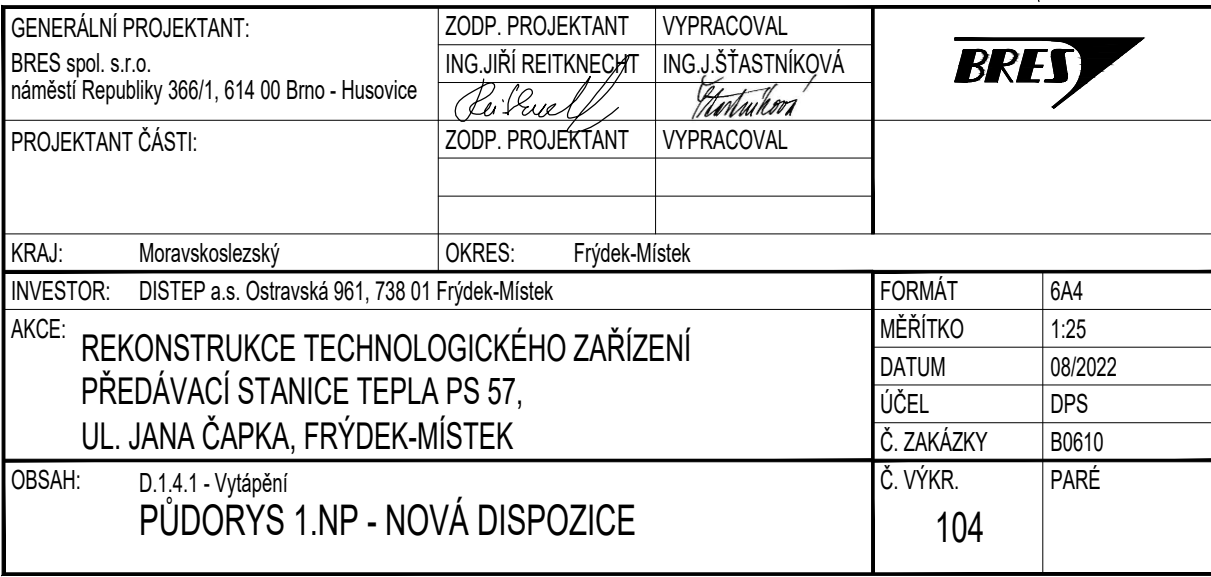 GENERÁLNÍ PROJEKTANT:
BRES spol. s.r.o.
náměstí Republiky 366/1, 614 00 Brno - Husovice
ZODP. PROJEKTANT
VYPRACOVAL
ING.JIŘÍ REITKNECHT
ING.J.ŠŤASTNÍKOVÁ
Šťastníková
BRES
PROJEKTANT ČÁSTI:
ZODP. PROJEKTANT
VYPRACOVAL
KRAJ: Moravskoslezský
OKRES: Frýdek-Místek
INVESTOR: DISTEP a.s. Ostravská 961, 738 01 Frýdek-Místek
AKCE:
REKONSTRUKCE TECHNOLOGICKÉHO ZAŘÍZENÍ
PŘEDÁVACÍ STANICE TEPLA PS 57,
UL. JANA ČAPKA, FRÝDEK-MÍSTEK
FORMÁT 6A4
MĚŘÍTKO 1:25
DATUM 08/2022
ÚČEL DPS
Č. ZAKÁZKY B0610
OBSAH: D.1.4.1 - Vytápění
PŮDORYS 1.NP - NOVÁ DISPOZICE
Č. VÝKR. PARÉ
104